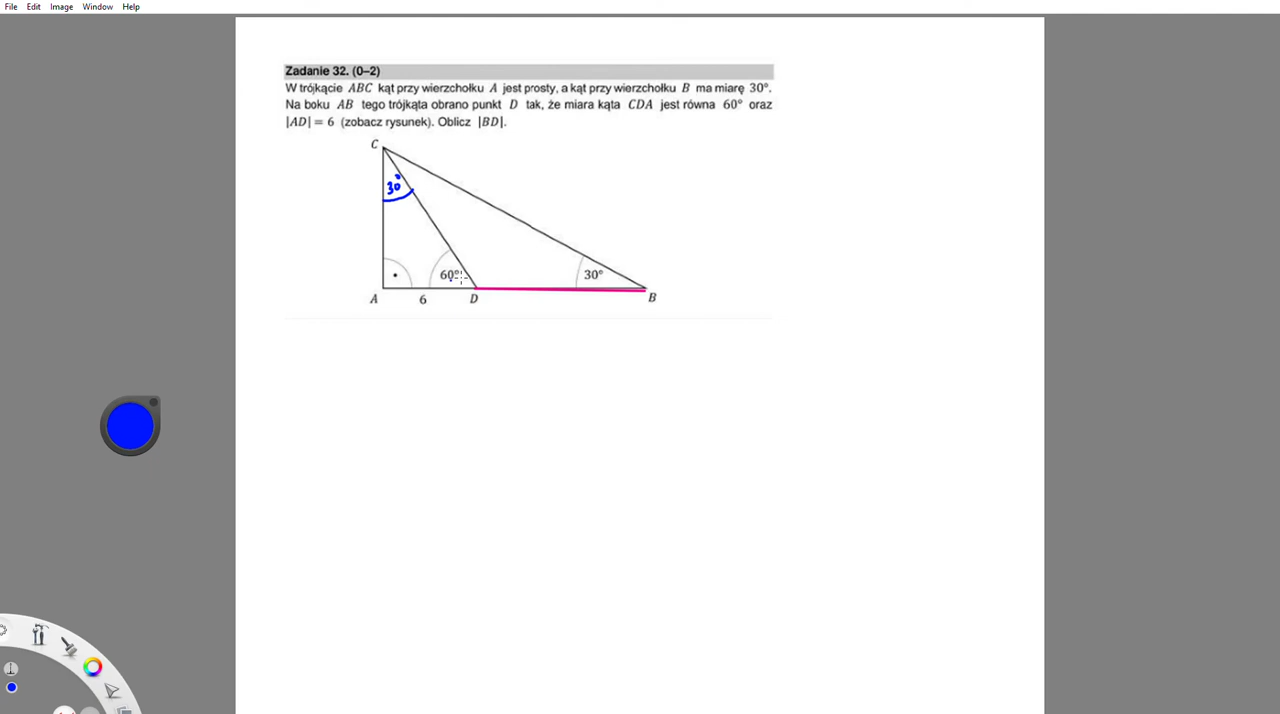 File Edit Image Window Help
Zadanie 32. (0–2)
W trójkącie ABC kąt przy wierzchołku A jest prosty, a kąt przy wierzchołku B ma miarę 30°.
Na boku AB tego trójkąta obrano punkt D tak, że miara kąta CDA jest równa 60° oraz
|AD| = 6 (zobacz rysunek). Oblicz |BD|.
C
30°
60°
30°
A 6 D B